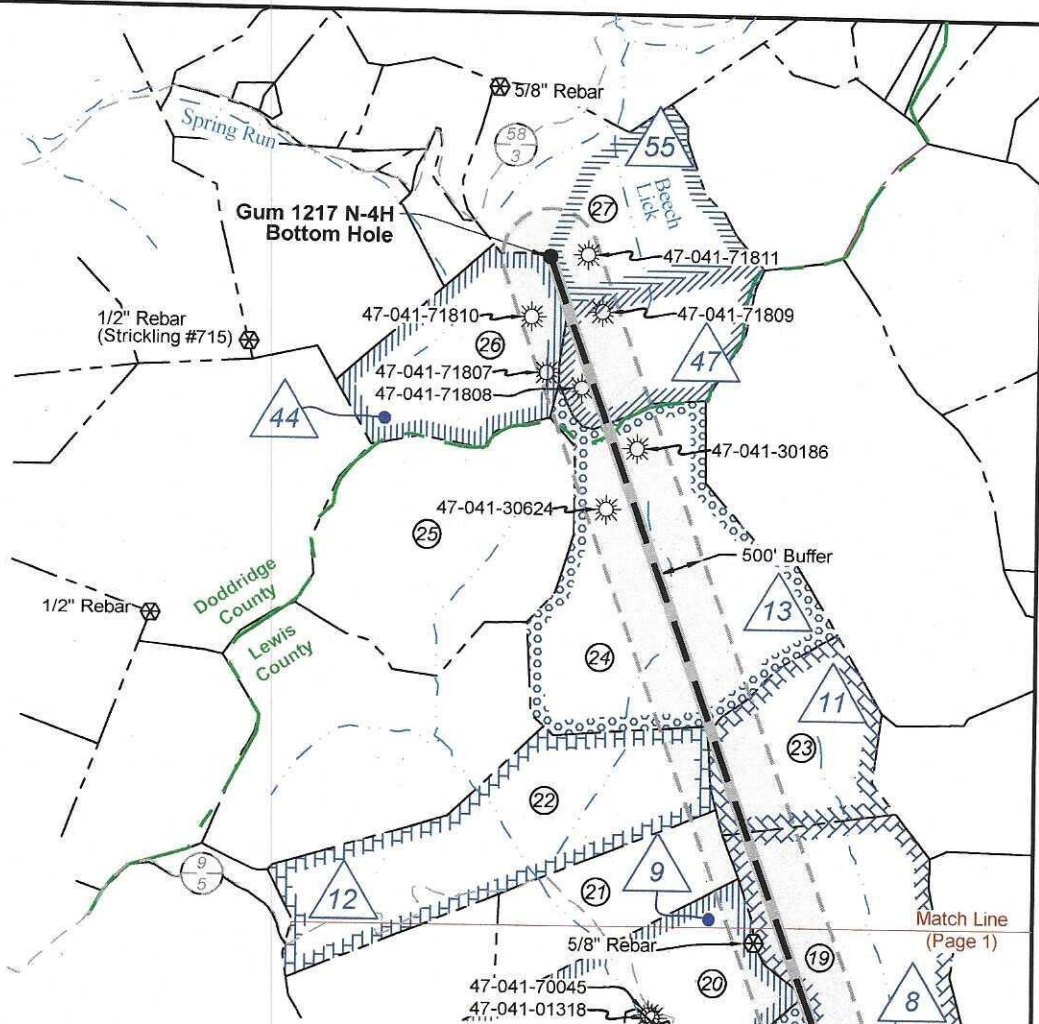 5/8" Rebar
58
3
Spring Run
55
Beech
Lick
27
Gum 1217 N-4H
Bottom Hole
47-041-71811
1/2" Rebar
(Strickling #715)
47-041-71810
47-041-71809
26
47
47-041-71807
47-041-71808
44
47-041-30186
47-041-30624
25
500' Buffer
1/2" Rebar
Doddridge
County
Lewis
County
13
24
11
23
22
9
5
12
21
9
Match Line
(Page 1)
5/8" Rebar
19
20
8
47-041-70045
47-041-01318